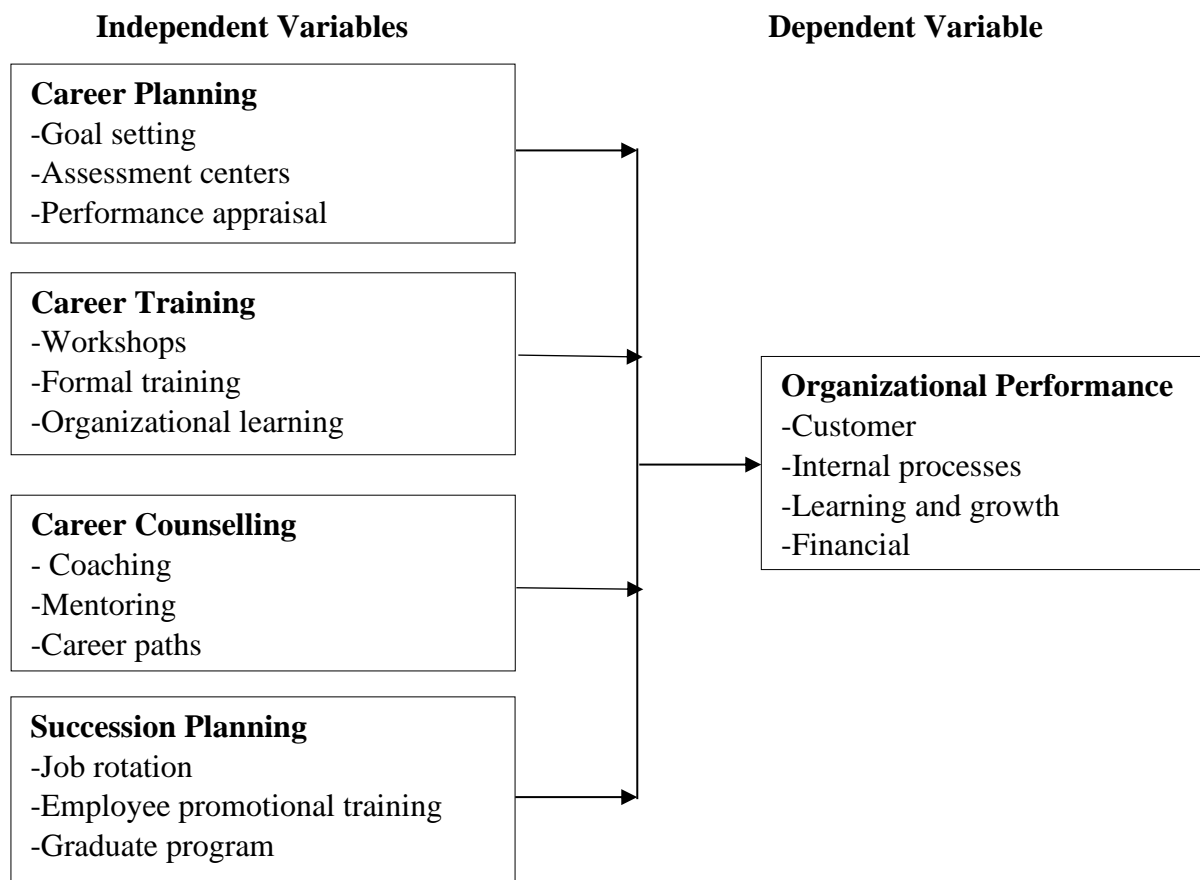 Independent Variables
Dependent Variable
Career Planning
-Goal setting
-Assessment centers
-Performance appraisal
Career Training
-Workshops
-Formal training
-Organizational learning
Career Counselling
- Coaching
-Mentoring
-Career paths
Succession Planning
-Job rotation
-Employee promotional training
-Graduate program
Organizational Performance
-Customer
-Internal processes
-Learning and growth
-Financial